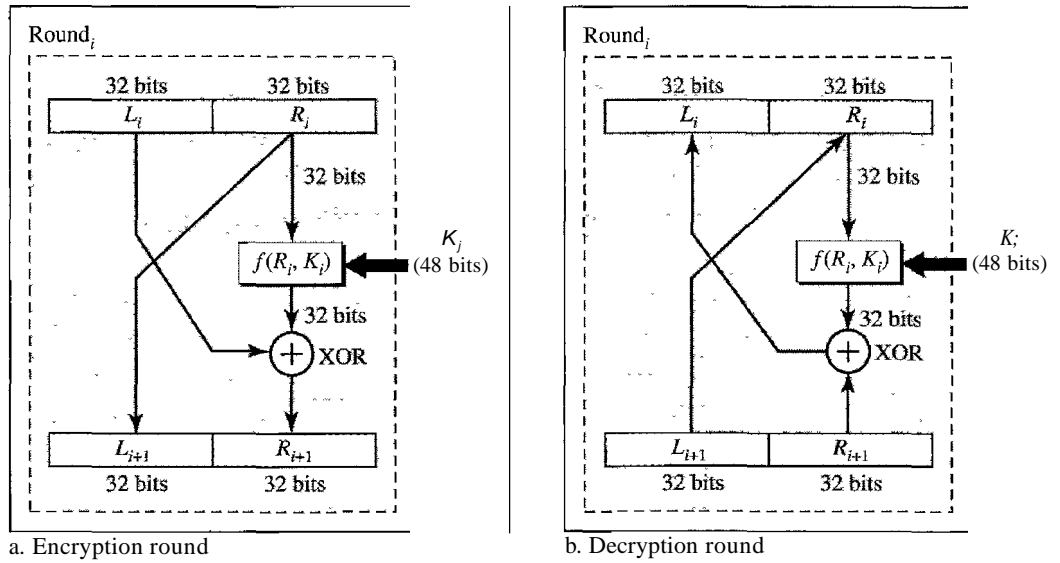 Round_i
32 bits 32 bits
L_i R_j
32 bits
K_j
f(R_i, K_i)
(48 bits)
32 bits
XOR
L_{i+1} R_{i+1}
32 bits 32 bits
a. Encryption round
Round_i
32 bits 32 bits
L_i R_i
32 bits
K;
f(R_i, K_i)
(48 bits)
32 bits
XOR
L_{i+1} R_{i+1}
32 bits 32 bits
b. Decryption round